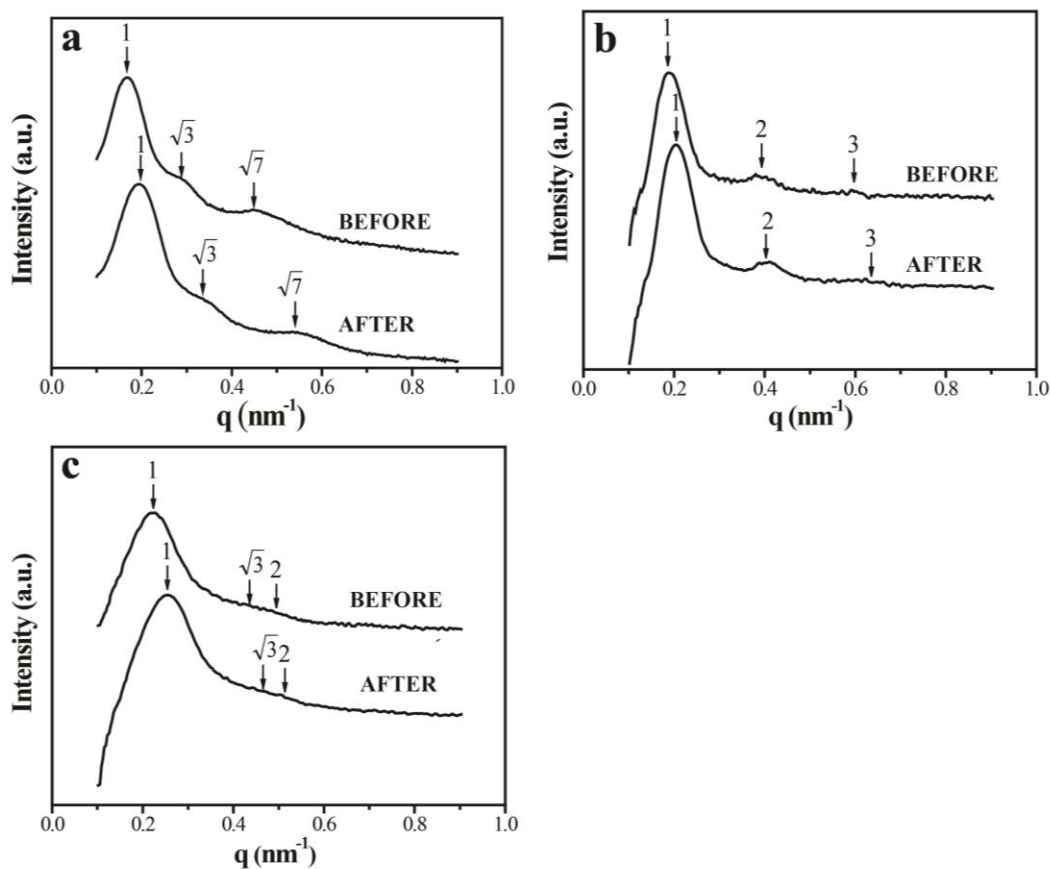 a
1
√3
√7
1
BEFORE
√3
√7
AFTER
Intensity (a.u.)
0.0 0.2 0.4 0.6 0.8 1.0
q (nm⁻¹)
b
1
1
2
3
BEFORE
2
3
AFTER
Intensity (a.u.)
0.0 0.2 0.4 0.6 0.8 1.0
q (nm⁻¹)
c
1
1
√3 2
BEFORE
√3 2
AFTER
Intensity (a.u.)
0.0 0.2 0.4 0.6 0.8 1.0
q (nm⁻¹)